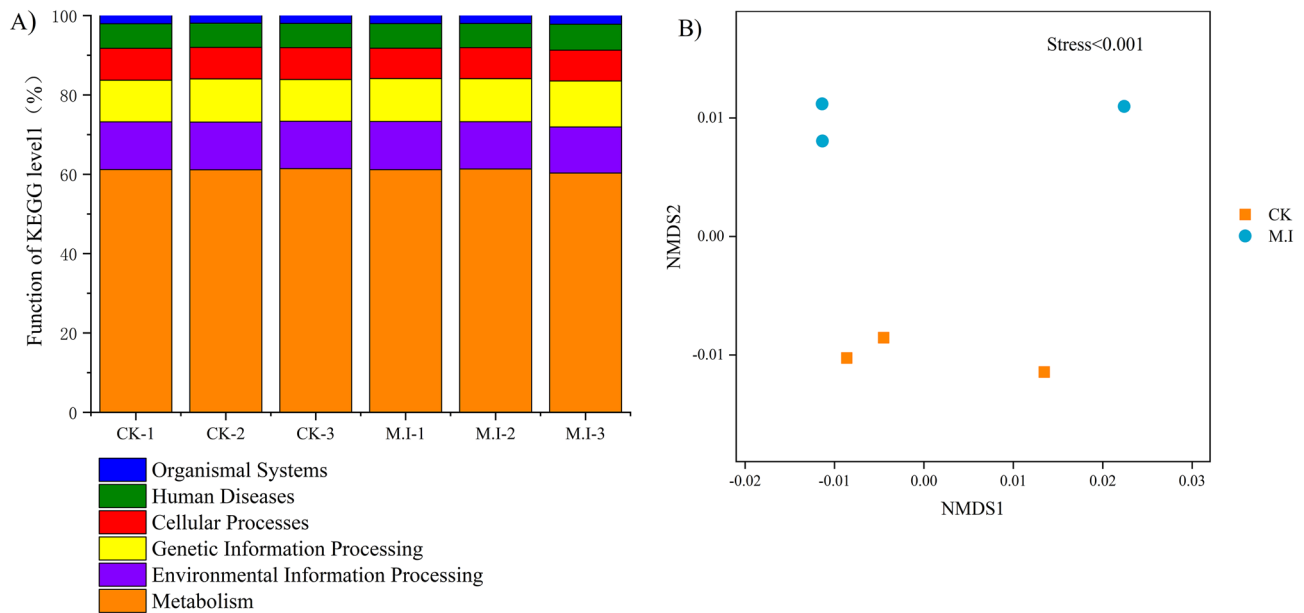 A)
Function of KEGG level1（%）
100
80
60
40
20
0
CK-1 CK-2 CK-3 M.I-1 M.I-2 M.I-3
Organismal Systems
Human Diseases
Cellular Processes
Genetic Information Processing
Environmental Information Processing
Metabolism
B)
Stress<0.001
NMDS2
0.01
0.00
-0.01
-0.02 -0.01 0.00 0.01 0.02 0.03
NMDS1
CK
M.I